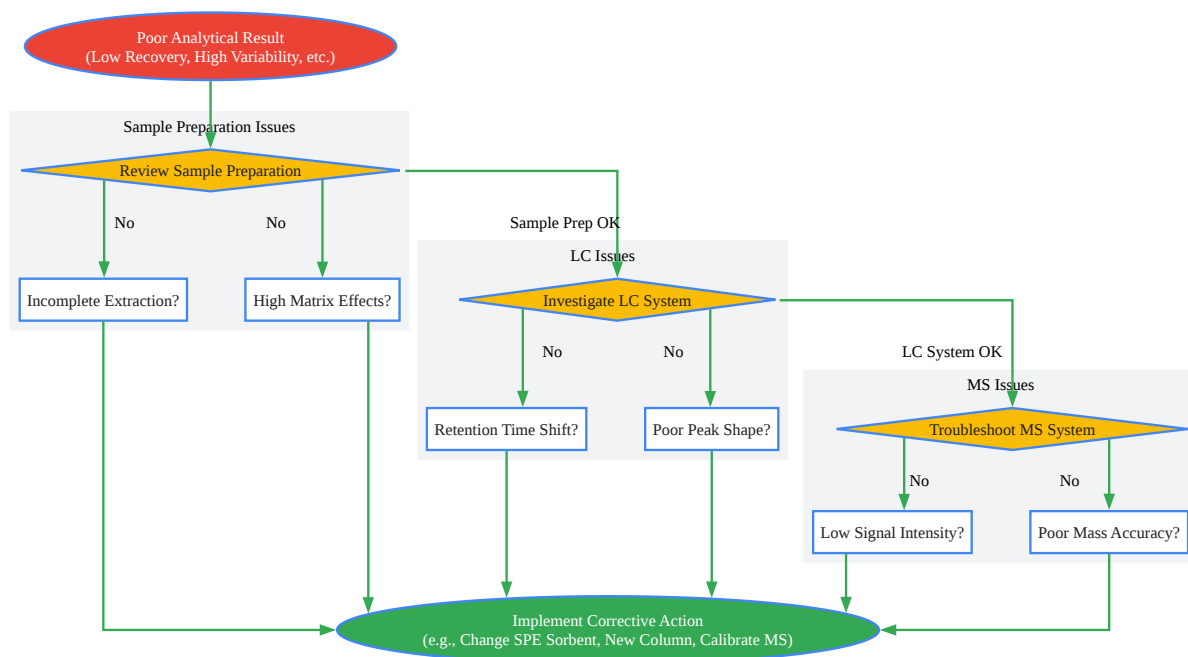 Poor Analytical Result
(Low Recovery, High Variability, etc.)
Sample Preparation Issues
Review Sample Preparation
No
No
Sample Prep OK
Incomplete Extraction?
High Matrix Effects?
LC Issues
Investigate LC System
No
No
LC System OK
Retention Time Shift?
Poor Peak Shape?
MS Issues
Troubleshoot MS System
No
No
Low Signal Intensity?
Poor Mass Accuracy?
Implement Corrective Action
(e.g., Change SPE Sorbent, New Column, Calibrate MS)